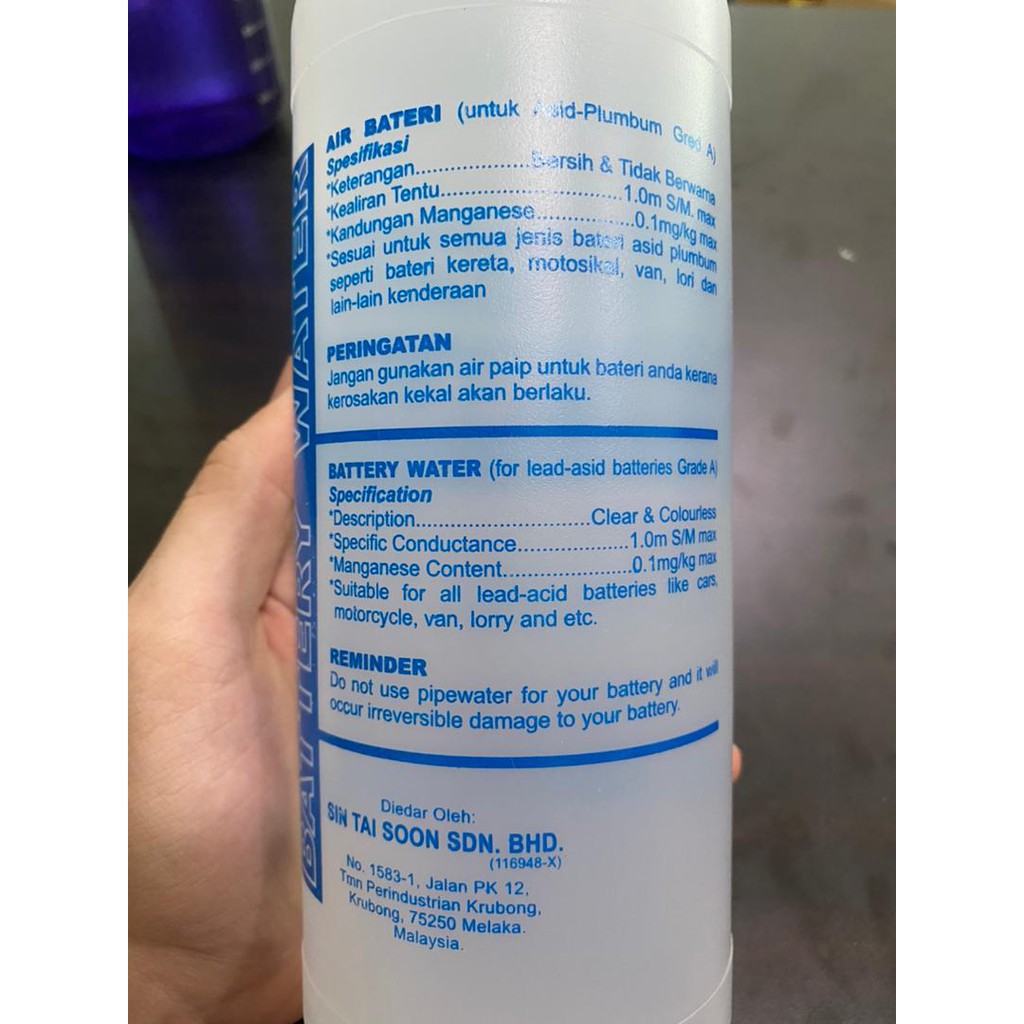 BATTERY WATER
AIR BATERI (untuk Asid-Plumbum Gred A)
Spesifikasi
*Keterangan..................Bersih & Tidak Berwarna
*Kealiran Tentu............................1.0m S/M. max
*Kandungan Manganese...............0.1mg/kg max
*Sesuai untuk semua jenis bateri asid plumbum
seperti bateri kereta, motosikal, van, lori dan
lain-lain kenderaan
PERINGATAN
Jangan gunakan air paip untuk bateri anda kerana
kerosakan kekal akan berlaku.
BATTERY WATER (for lead-asid batteries Grade A)
Specification
*Description............................Clear & Colourless
*Specific Conductance..................1.0m S/M max
*Manganese Content.....................0.1mg/kg max
*Suitable for all lead-acid batteries like cars,
motorcycle, van, lorry and etc.
REMINDER
Do not use pipewater for your battery and it will
occur irreversible damage to your battery.
Diedar Oleh:
SIN TAI SOON SDN. BHD.
(116948-X)
No. 1583-1, Jalan PK 12,
Tmn Perindustrian Krubong,
Krubong, 75250 Melaka.
Malaysia.